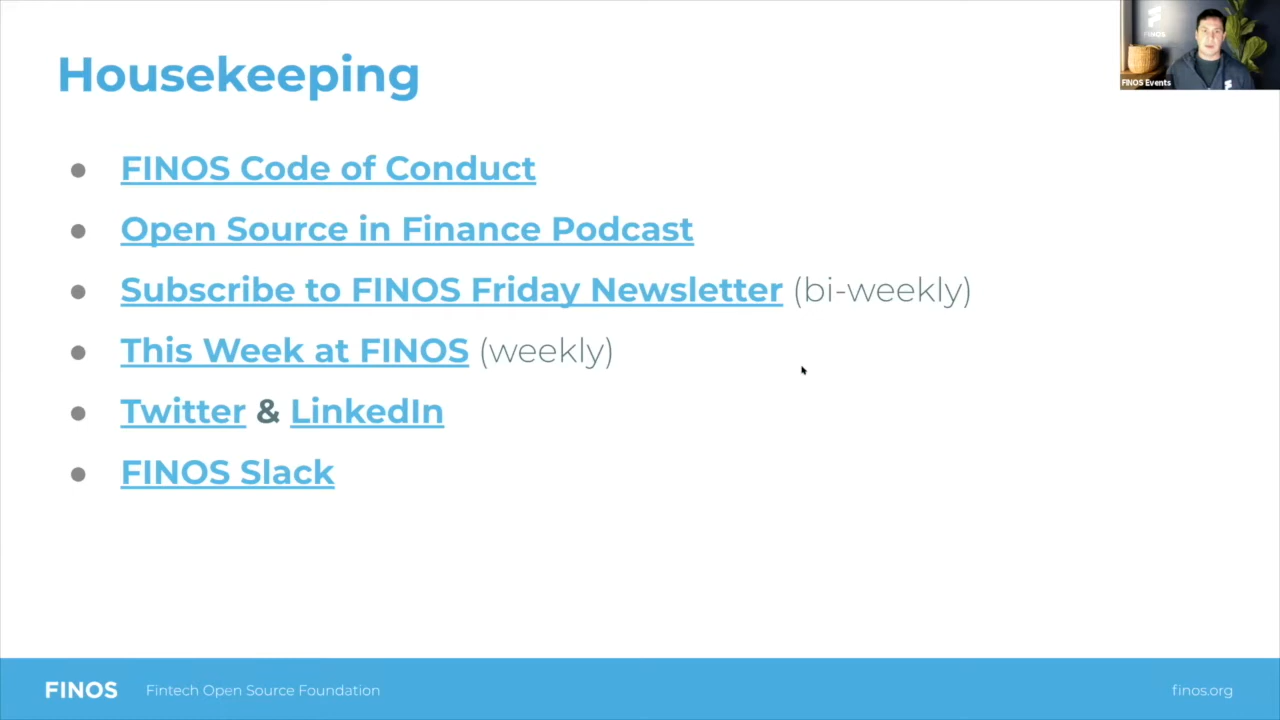 Housekeeping
FINOS
FINOS Events
FINOS Code of Conduct
Open Source in Finance Podcast
Subscribe to FINOS Friday Newsletter (bi-weekly)
This Week at FINOS (weekly)
Twitter & LinkedIn
FINOS Slack
FINOS Fintech Open Source Foundation finos.org